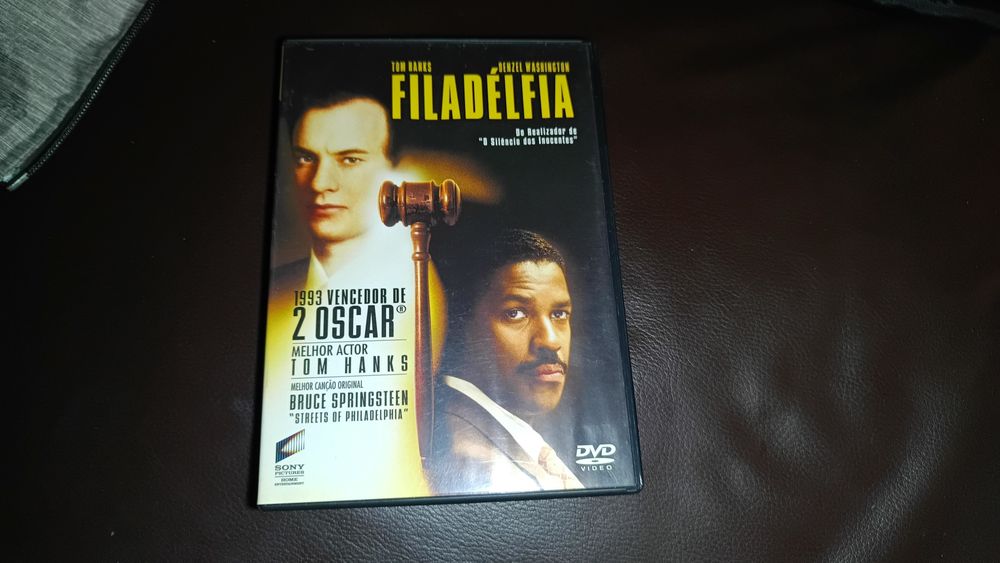 TOM HANKS DENZEL WASHINGTON
FILADÉLFIA
Do Realizador de
"O Silêncio dos Inocentes"
1993 VENCEDOR DE
2 OSCAR®
MELHOR ACTOR
TOM HANKS
MELHOR CANÇÃO ORIGINAL
BRUCE SPRINGSTEEN
"STREETS OF PHILADELPHIA"
SONY
PICTURES
HOME
ENTERTAINMENT
DVD
VIDEO